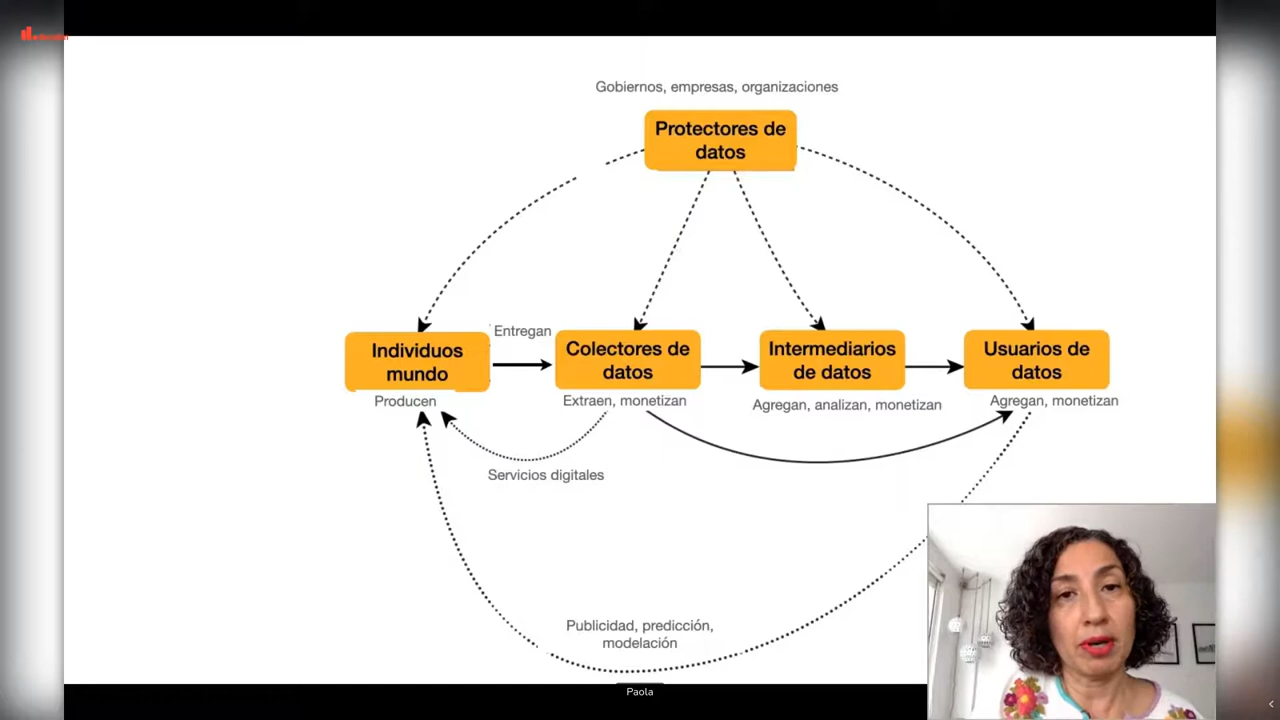 Gobiernos, empresas, organizaciones
Protectores de
datos
Entregan
Individuos
mundo
Colectores de
datos
Intermediarios
de datos
Usuarios de
datos
Producen
Extraen, monetizan
Agregan, analizan, monetizan
Agregan, monetizan
Servicios digitales
Publicidad, predicción,
modelación
Paola